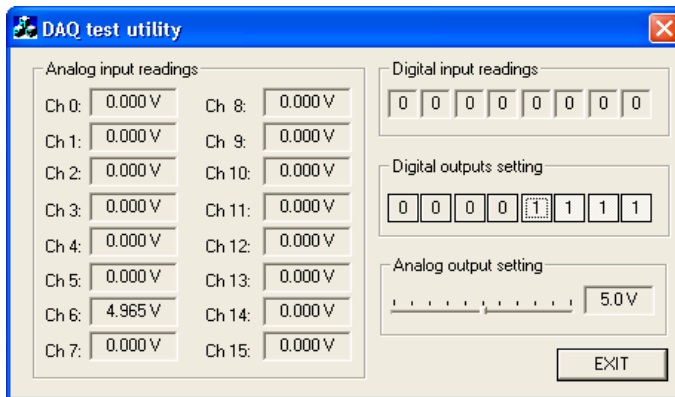 DAQ test utility
Analog input readings
Ch 0: 0.000 V Ch 8: 0.000 V
Ch 1: 0.000 V Ch 9: 0.000 V
Ch 2: 0.000 V Ch 10: 0.000 V
Ch 3: 0.000 V Ch 11: 0.000 V
Ch 4: 0.000 V Ch 12: 0.000 V
Ch 5: 0.000 V Ch 13: 0.000 V
Ch 6: 4.965 V Ch 14: 0.000 V
Ch 7: 0.000 V Ch 15: 0.000 V
Digital input readings
0 0 0 0 0 0 0 0
Digital outputs setting
0 0 0 0 1 1 1 1
Analog output setting
5.0 V
EXIT